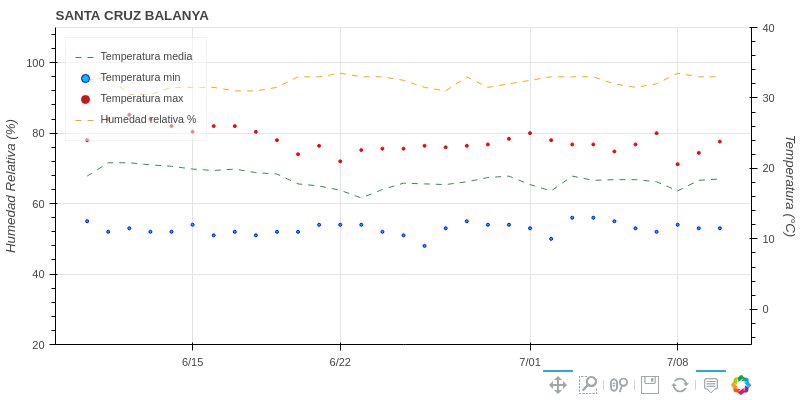 SANTA CRUZ BALANYA
Temperatura media
Temperatura min
Temperatura max
Humedad relativa %
Humedad Relativa (%)
100
80
60
40
20
40
30
20
10
0
Temperatura (°C)
6/15
6/22
7/01
7/08